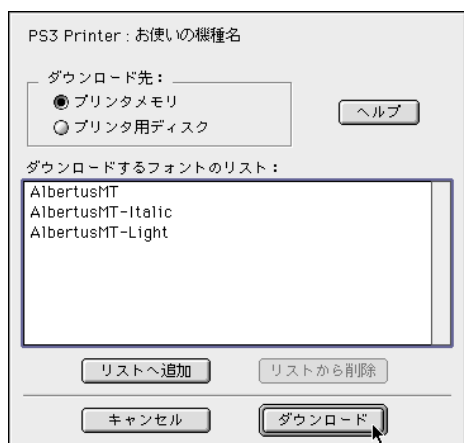 PS3 Printer : お使いの機種名
ダウンロード先：
プリンタメモリ
ヘルプ
プリンタ用ディスク
ダウンロードするフォントのリスト：
AlbertusMT
AlbertusMT-Italic
AlbertusMT-Light
リストへ追加 リストから削除
キャンセル ダウンロード